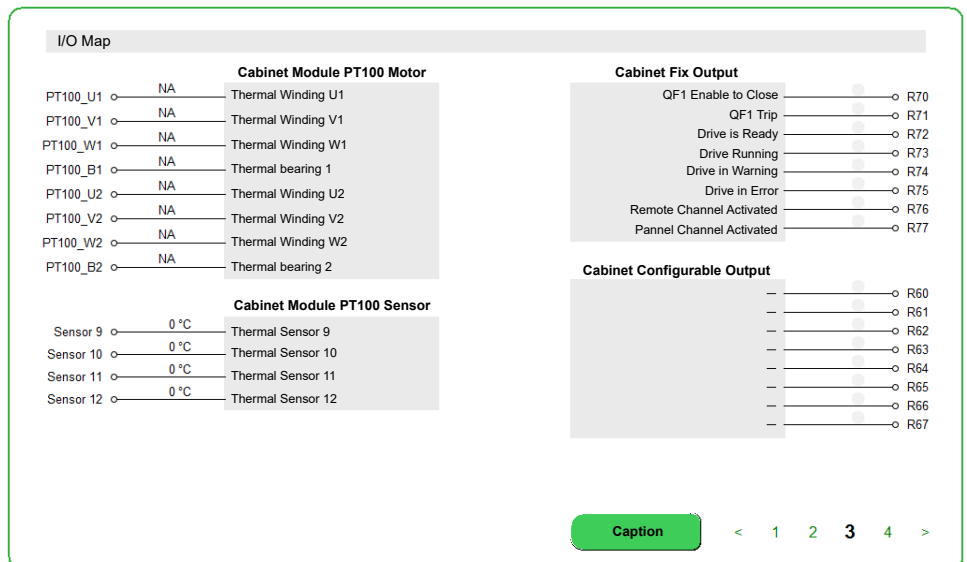 I/O Map
Cabinet Module PT100 Motor
PT100_U1 NA Thermal Winding U1
PT100_V1 NA Thermal Winding V1
PT100_W1 NA Thermal Winding W1
PT100_B1 NA Thermal bearing 1
PT100_U2 NA Thermal Winding U2
PT100_V2 NA Thermal Winding V2
PT100_W2 NA Thermal Winding W2
PT100_B2 NA Thermal bearing 2
Cabinet Module PT100 Sensor
Sensor 9 0 °C Thermal Sensor 9
Sensor 10 0 °C Thermal Sensor 10
Sensor 11 0 °C Thermal Sensor 11
Sensor 12 0 °C Thermal Sensor 12
Cabinet Fix Output
QF1 Enable to Close R70
QF1 Trip R71
Drive is Ready R72
Drive Running R73
Drive in Warning R74
Drive in Error R75
Remote Channel Activated R76
Pannel Channel Activated R77
Cabinet Configurable Output
– R60
– R61
– R62
– R63
– R64
– R65
– R66
– R67
Caption < 1 2 3 4 >